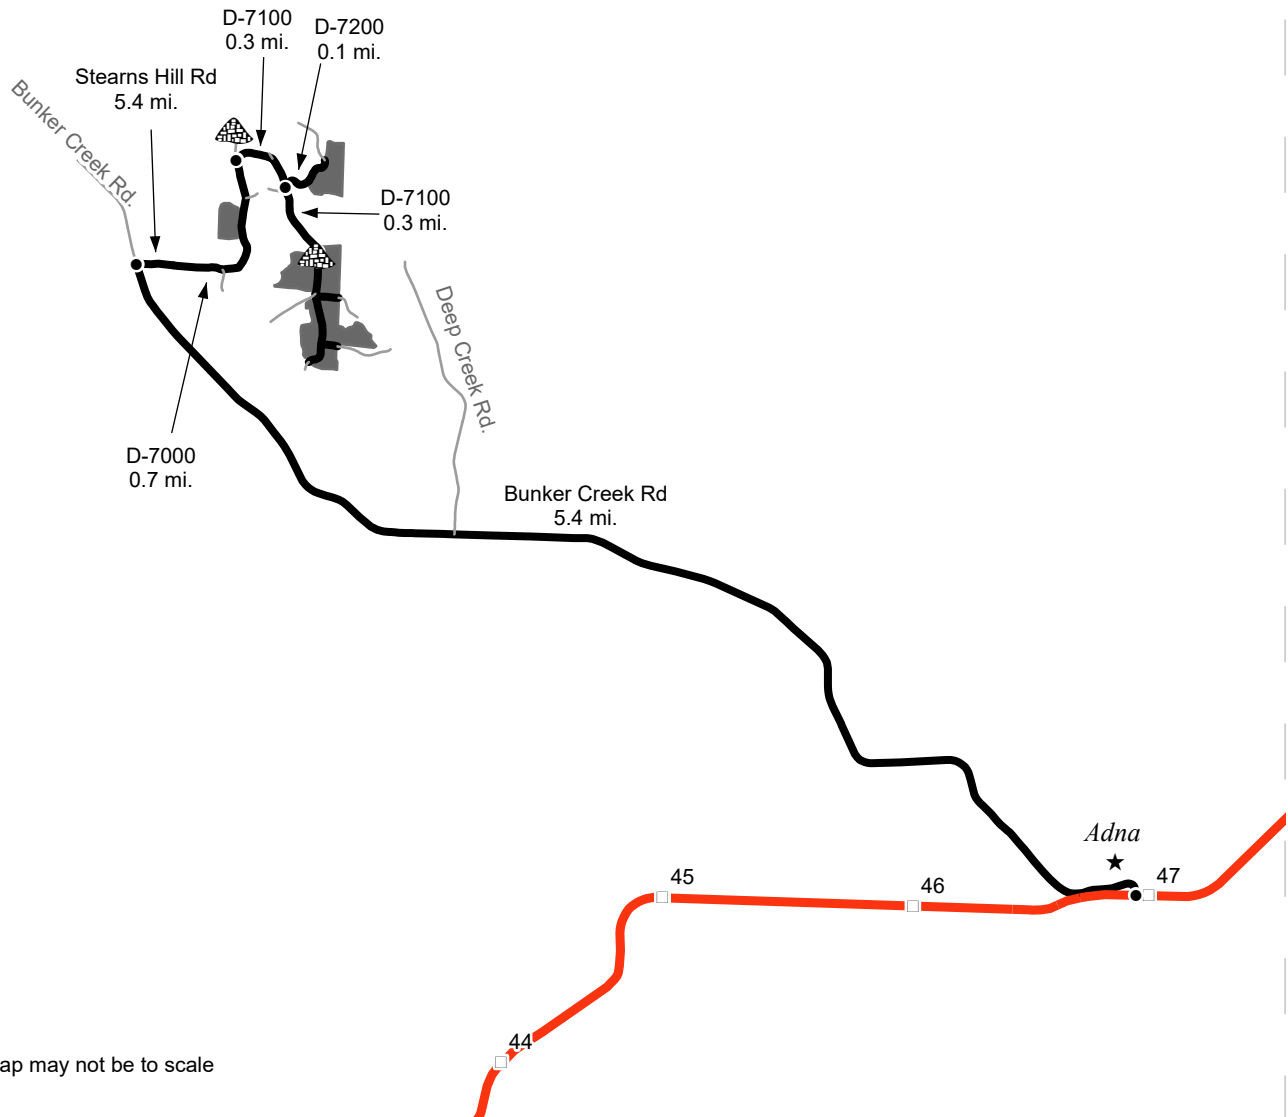 D-7100
0.3 mi.
D-7200
0.1 mi.
Stearns Hill Rd
5.4 mi.
Bunker Creek Rd.
D-7100
0.3 mi.
Deep Creek Rd.
D-7000
0.7 mi.
Bunker Creek Rd
5.4 mi.
Adna
47
45
46
44
ap may not be to scale